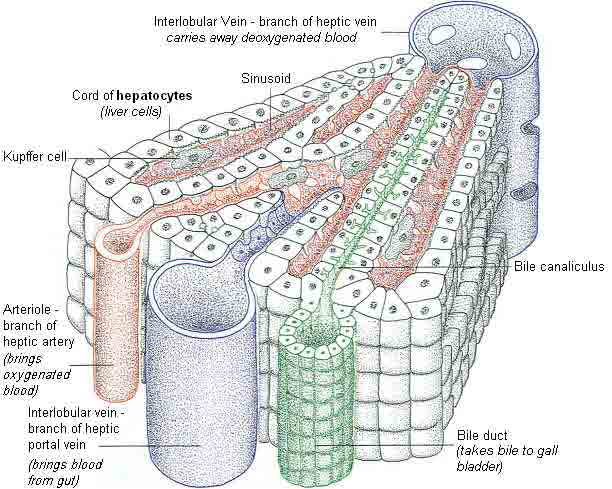 Interlobular Vein - branch of heptic vein
carries away deoxygenated blood
Sinusoid
Cord of hepatocytes
(liver cells)
Kupffer cell
Bile canaliculus
Arteriole -
branch of
heptic artery
(brings
oxygenated
blood)
Interlobular vein -
branch of heptic
portal vein
(brings blood
from gut)
Bile duct
(takes bile to gall
bladder)